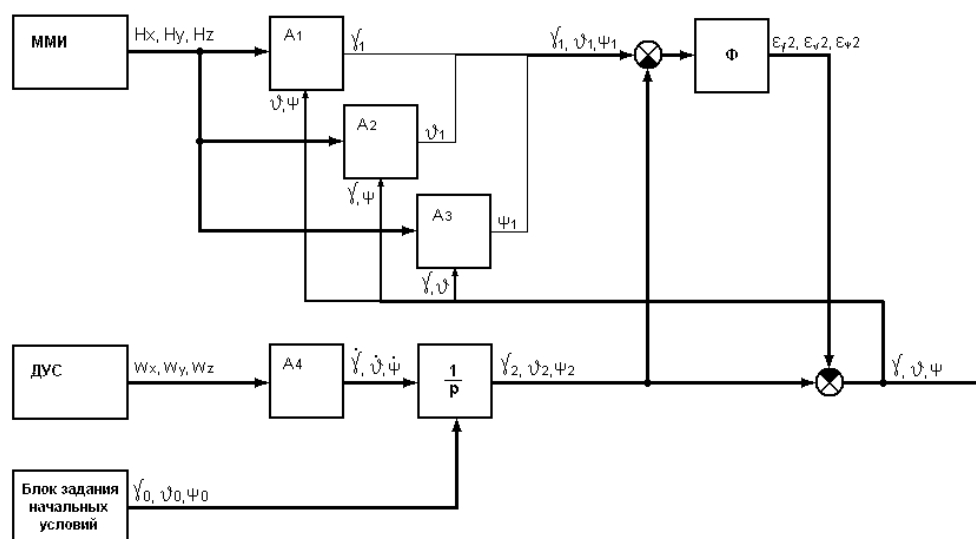 ММИ
Hx, Hy, Hz
A1
γ1
ϑ,ψ
A2
ϑ1
γ,ψ
A3
ψ1
γ,ϑ
γ1, ϑ1,ψ1
Ф
εγ2, εϑ2, εψ2
ДУС
wx, wy, wz
A4
γ̇, ϑ̇, ψ̇
1
p
γ2, ϑ2,ψ2
γ, ϑ, ψ
Блок задания
начальных
условий
γ0, ϑ0,ψ0